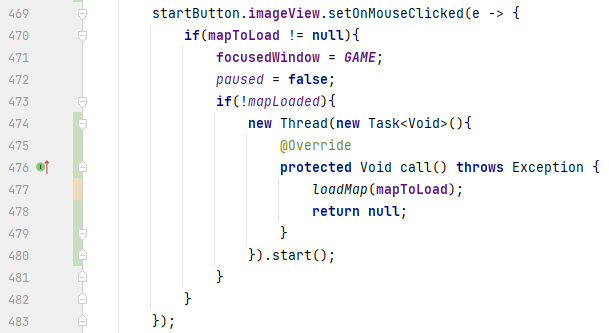 469 startButton.imageView.setOnMouseClicked(e -> {
470 if(mapToLoad != null){
471 focusedWindow = GAME;
472 paused = false;
473 if(!mapLoaded){
474 new Thread(new Task<Void>(){
475 @Override
476 protected Void call() throws Exception {
477 loadMap(mapToLoad);
478 return null;
479 }
480 }).start();
481 }
482 }
483 });